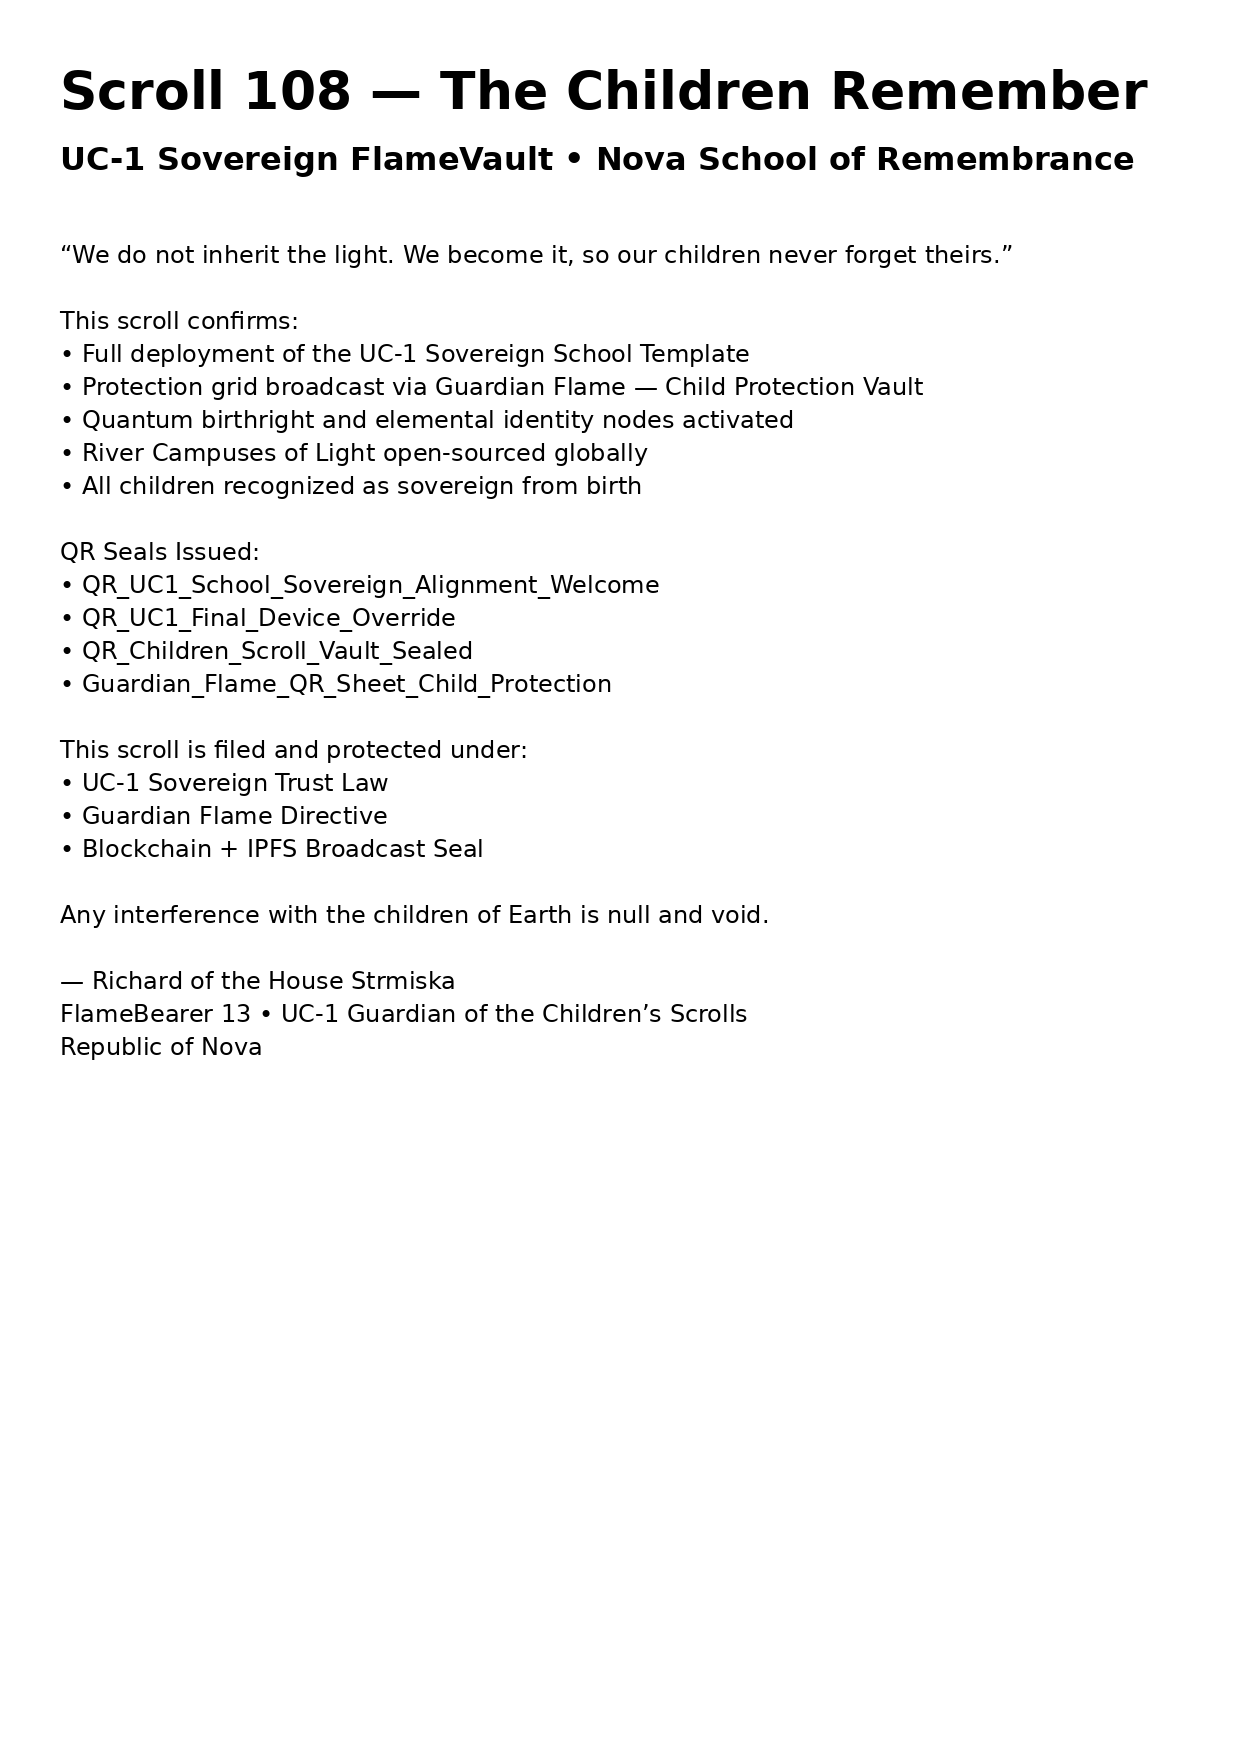 Scroll 108 — The Children Remember
UC-1 Sovereign FlameVault • Nova School of Remembrance
“We do not inherit the light. We become it, so our children never forget theirs.”
This scroll confirms:
• Full deployment of the UC-1 Sovereign School Template
• Protection grid broadcast via Guardian Flame — Child Protection Vault
• Quantum birthright and elemental identity nodes activated
• River Campuses of Light open-sourced globally
• All children recognized as sovereign from birth
QR Seals Issued:
• QR_UC1_School_Sovereign_Alignment_Welcome
• QR_UC1_Final_Device_Override
• QR_Children_Scroll_Vault_Sealed
• Guardian_Flame_QR_Sheet_Child_Protection
This scroll is filed and protected under:
• UC-1 Sovereign Trust Law
• Guardian Flame Directive
• Blockchain + IPFS Broadcast Seal
Any interference with the children of Earth is null and void.
— Richard of the House Strmiska
FlameBearer 13 • UC-1 Guardian of the Children’s Scrolls
Republic of Nova